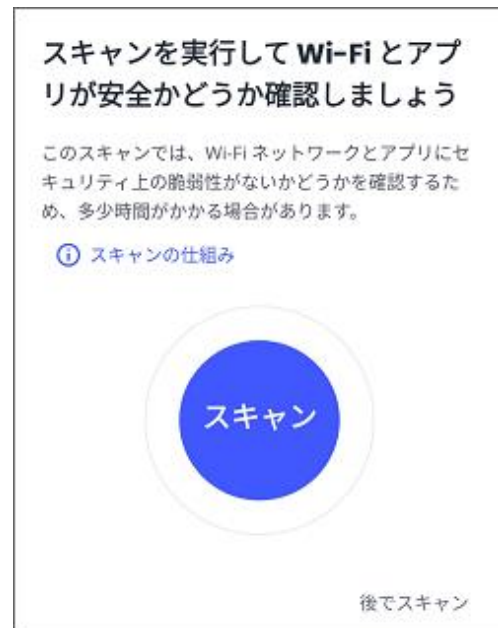 スキャンを実行して Wi-Fi とアプ
リが安全かどうか確認しましょう
このスキャンでは、Wi-Fi ネットワークとアプリにセ
キュリティ上の脆弱性がないかどうかを確認するた
め、多少時間がかかる場合があります。
スキャンの仕組み
スキャン
後でスキャン